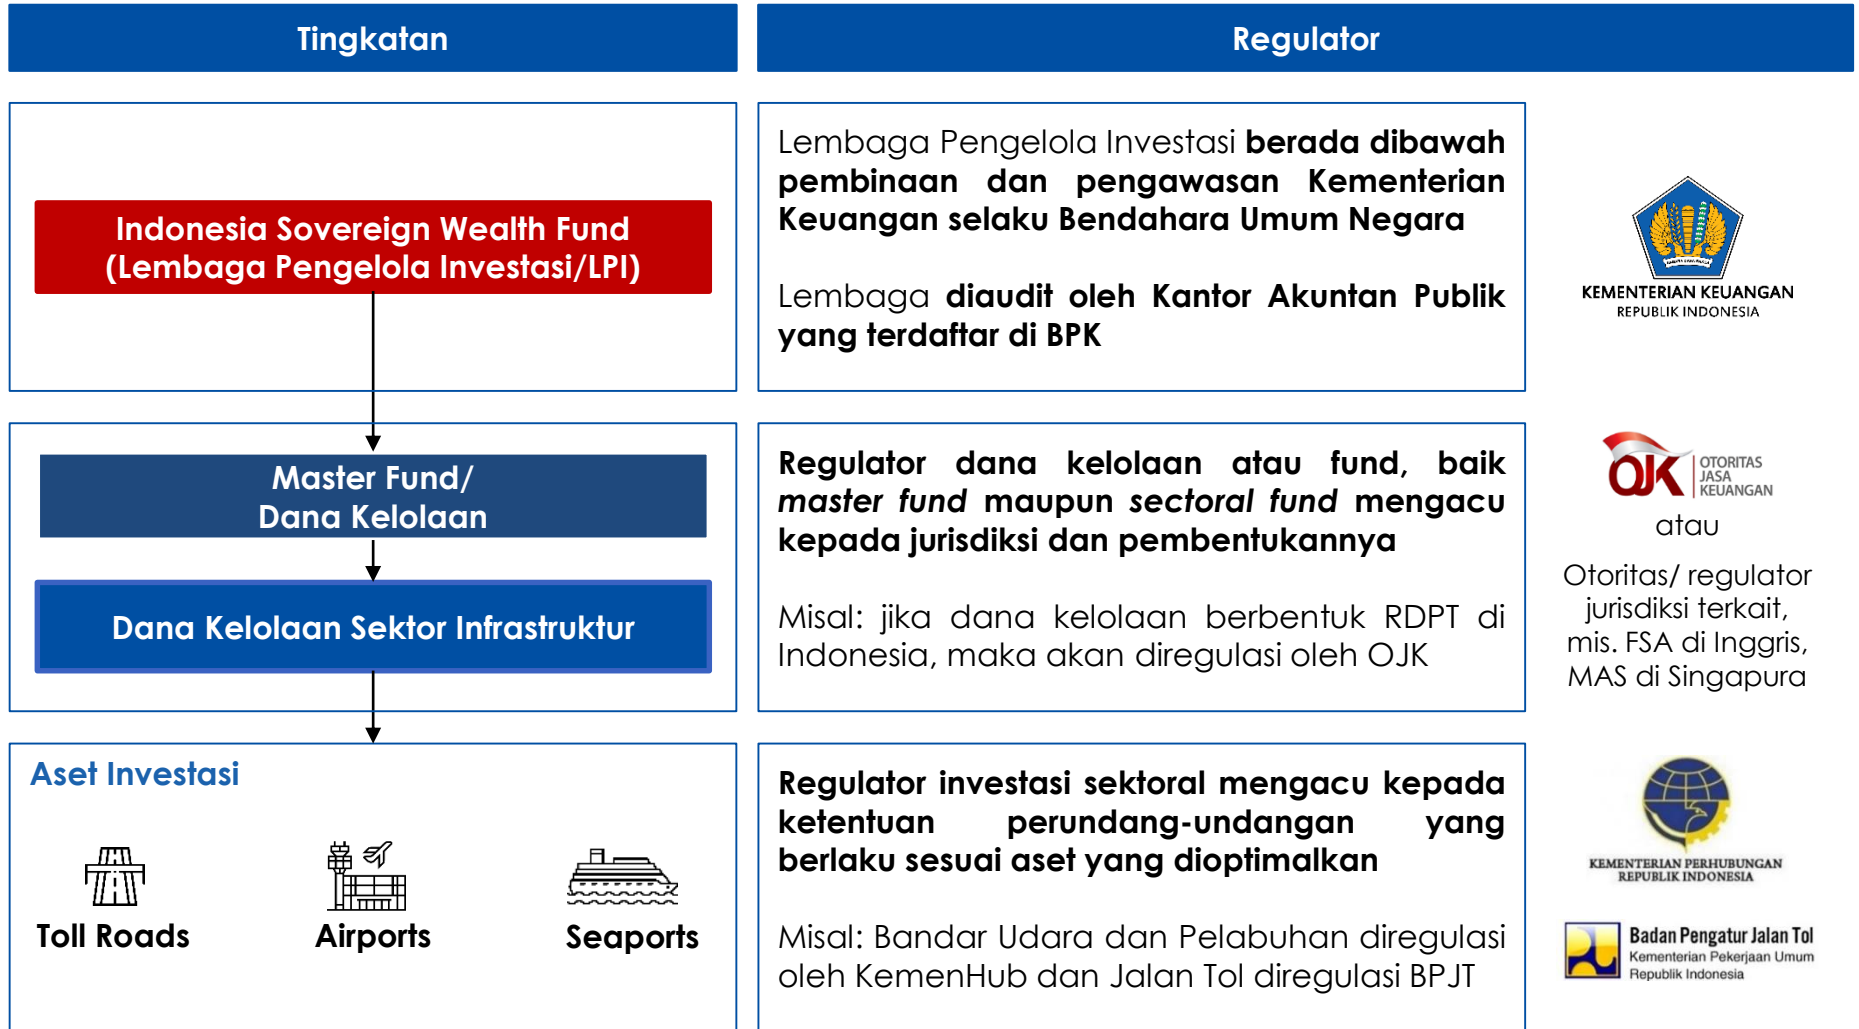 Tingkatan
Regulator
Indonesia Sovereign Wealth Fund
(Lembaga Pengelola Investasi/LPI)
Lembaga Pengelola Investasi berada dibawah
pembinaan dan pengawasan Kementerian
Keuangan selaku Bendahara Umum Negara
Lembaga diaudit oleh Kantor Akuntan Publik
yang terdaftar di BPK
KEMENTERIAN KEUANGAN
REPUBLIK INDONESIA
Master Fund/
Dana Kelolaan
Dana Kelolaan Sektor Infrastruktur
Regulator dana kelolaan atau fund, baik
master fund maupun sectoral fund mengacu
kepada jurisdiksi dan pembentukannya
Misal: jika dana kelolaan berbentuk RDPT di
Indonesia, maka akan diregulasi oleh OJK
OJK
OTORITAS
JASA
KEUANGAN
atau
Otoritas/ regulator
jurisdiksi terkait,
mis. FSA di Inggris,
MAS di Singapura
Aset Investasi
Toll Roads
Airports
Seaports
Regulator investasi sektoral mengacu kepada
ketentuan perundang-undangan yang
berlaku sesuai aset yang dioptimalkan
Misal: Bandar Udara dan Pelabuhan diregulasi
oleh KemenHub dan Jalan Tol diregulasi BPJT
KEMENTERIAN PERHUBUNGAN
REPUBLIK INDONESIA
Badan Pengatur Jalan Tol
Kementerian Pekerjaan Umum
Republik Indonesia